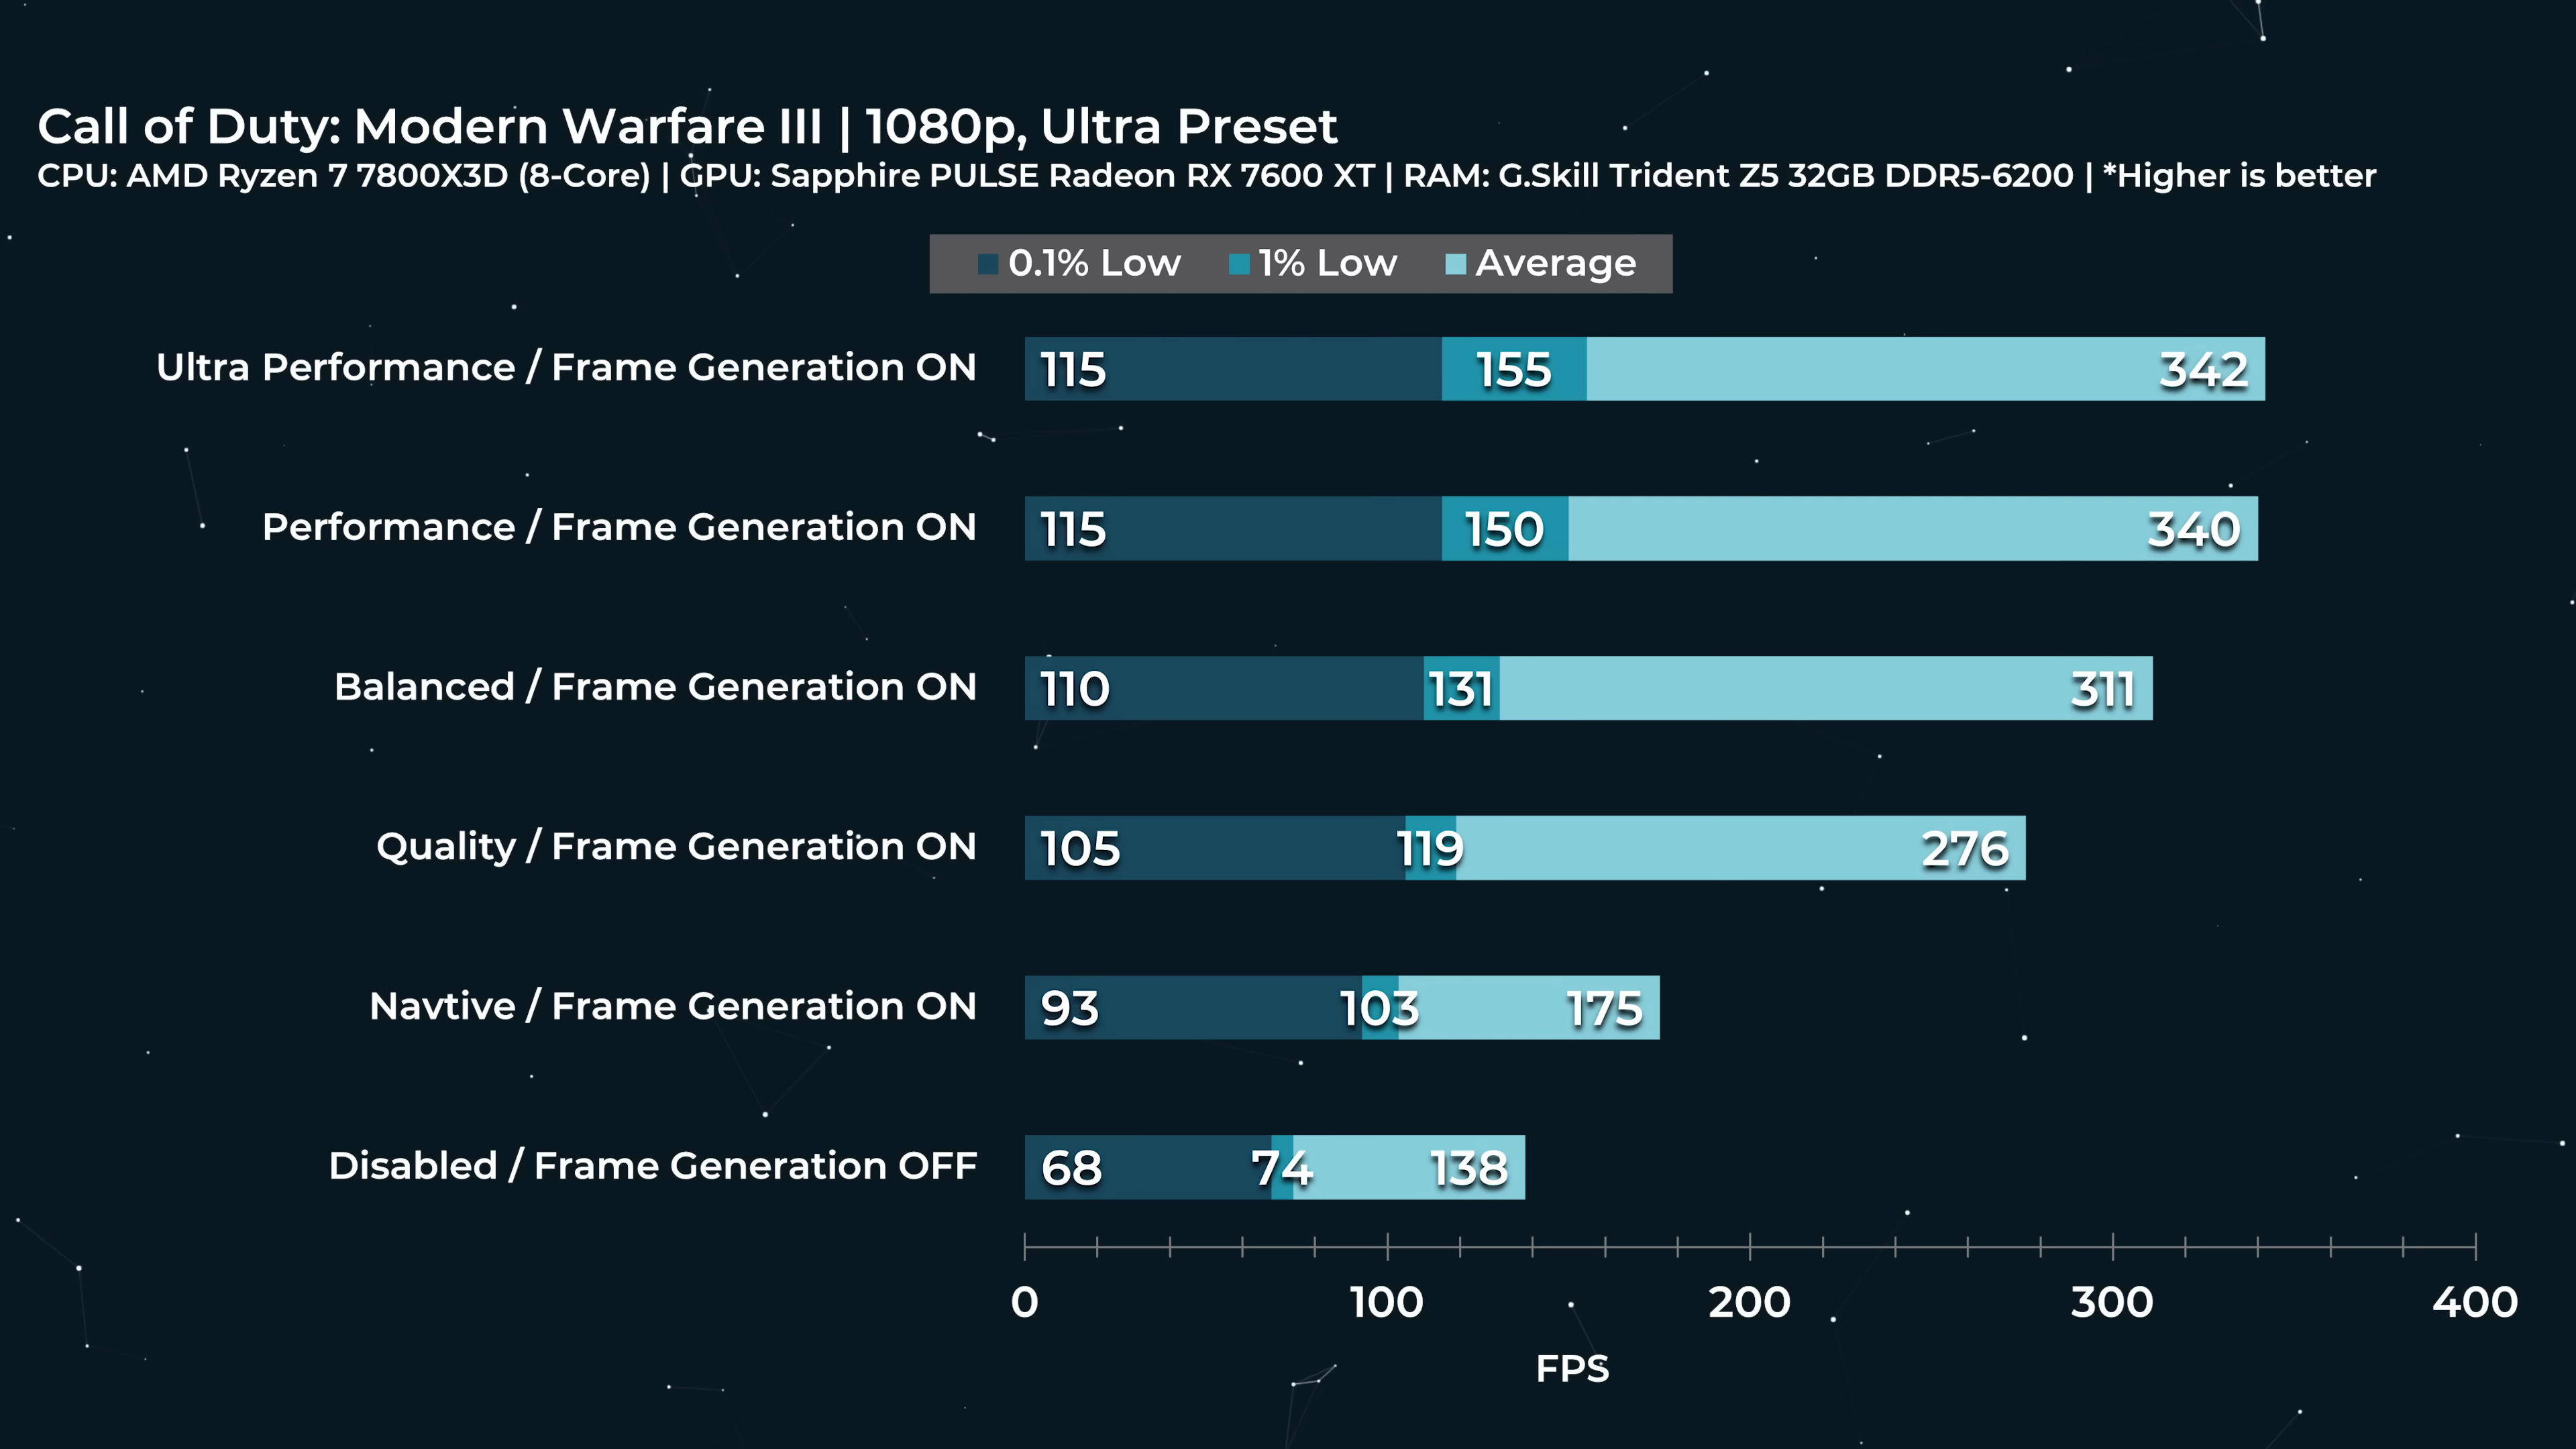 Call of Duty: Modern Warfare III | 1080p, Ultra Preset
CPU: AMD Ryzen 7 7800X3D (8-Core) | GPU: Sapphire PULSE Radeon RX 7600 XT | RAM: G.Skill Trident Z5 32GB DDR5-6200 | *Higher is better
0.1% Low 1% Low Average
Ultra Performance / Frame Generation ON 115 155 342
Performance / Frame Generation ON 115 150 340
Balanced / Frame Generation ON 110 131 311
Quality / Frame Generation ON 105 119 276
Navtive / Frame Generation ON 93 103 175
Disabled / Frame Generation OFF 68 74 138
0 100 200 300 400
FPS